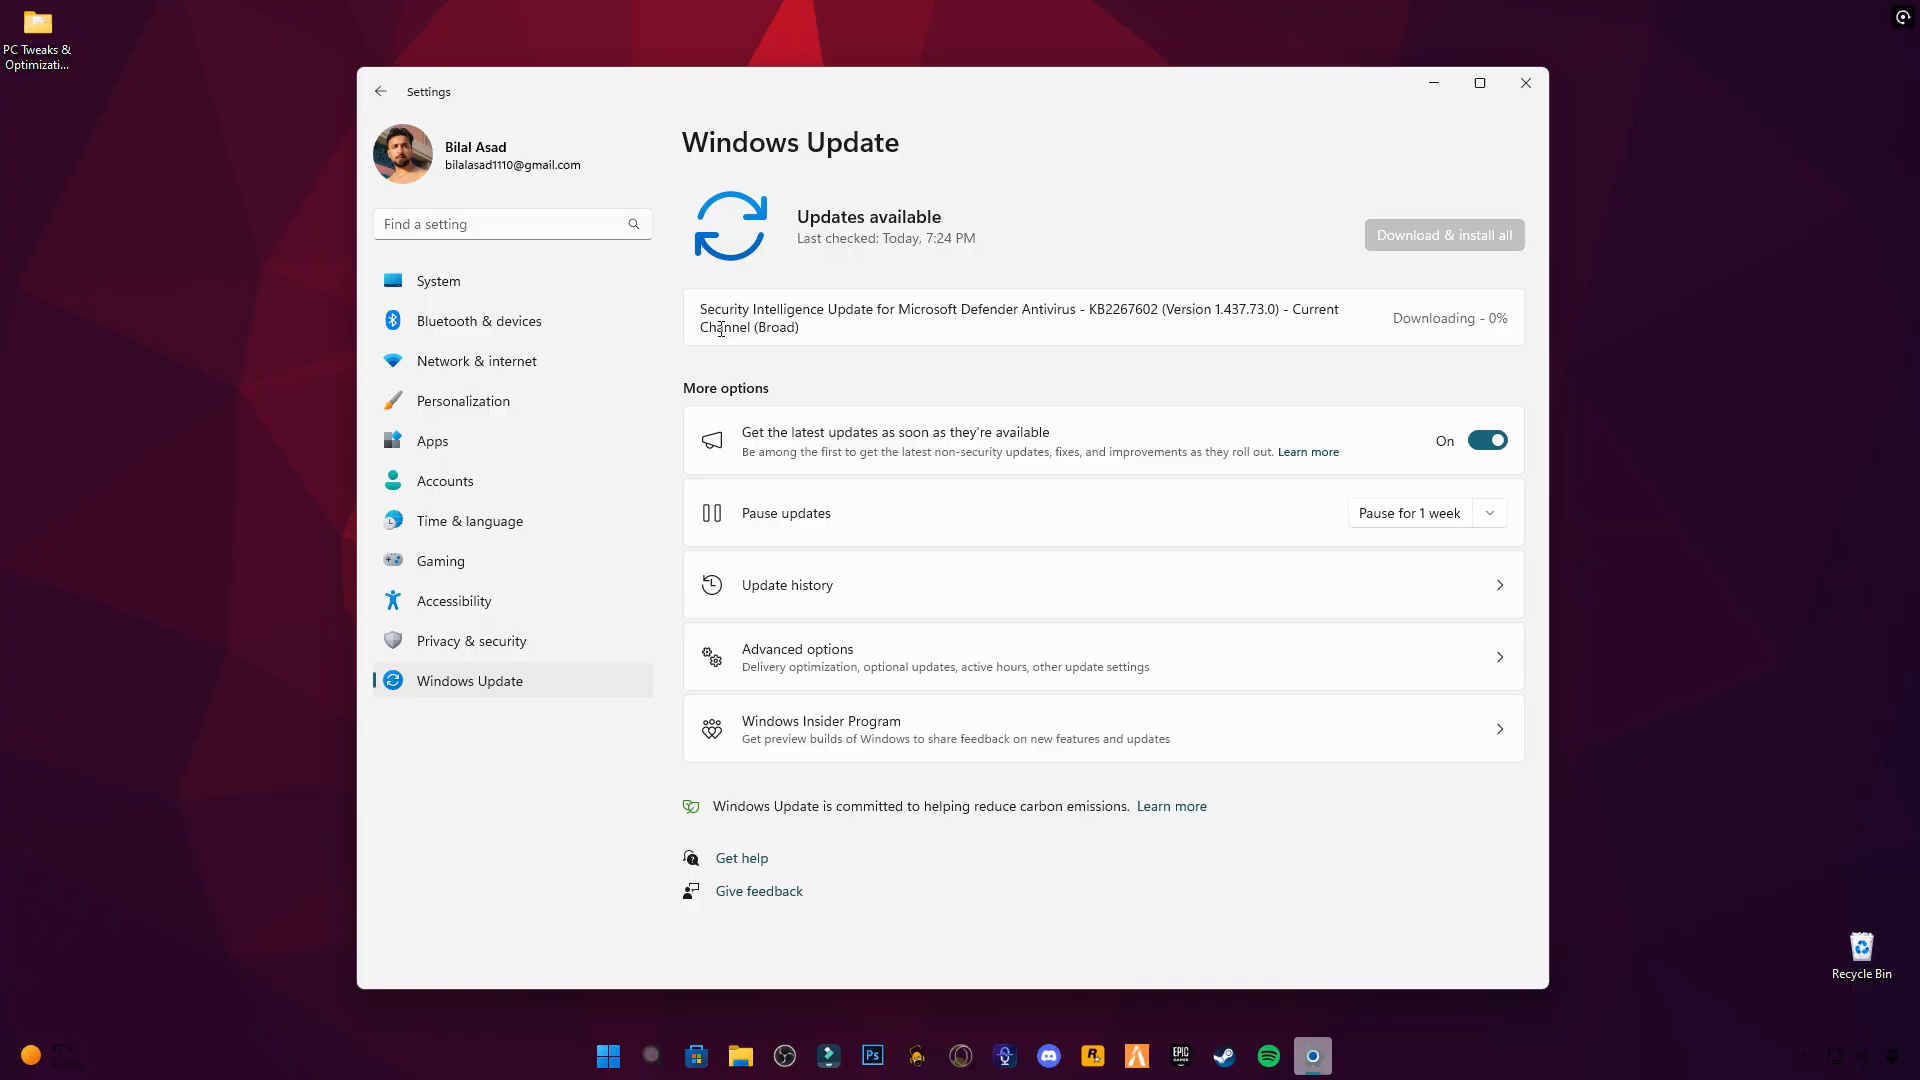 PC Tweaks &
Optimizati...
Settings
Bilal Asad
bilalasad1110@gmail.com
Find a setting
System
Bluetooth & devices
Network & internet
Personalization
Apps
Accounts
Time & language
Gaming
Accessibility
Privacy & security
Windows Update
Windows Update
Updates available
Last checked: Today, 7:24 PM
Download & install all
Security Intelligence Update for Microsoft Defender Antivirus - KB2267602 (Version 1.437.73.0) - Current
Channel (Broad)
Downloading - 0%
More options
Get the latest updates as soon as they're available
Be among the first to get the latest non-security updates, fixes, and improvements as they roll out. Learn more
On
Pause updates
Pause for 1 week
Update history
Advanced options
Delivery optimization, optional updates, active hours, other update settings
Windows Insider Program
Get preview builds of Windows to share feedback on new features and updates
Windows Update is committed to helping reduce carbon emissions. Learn more
Get help
Give feedback
Recycle Bin
Ps
R
EPIC
GAMES